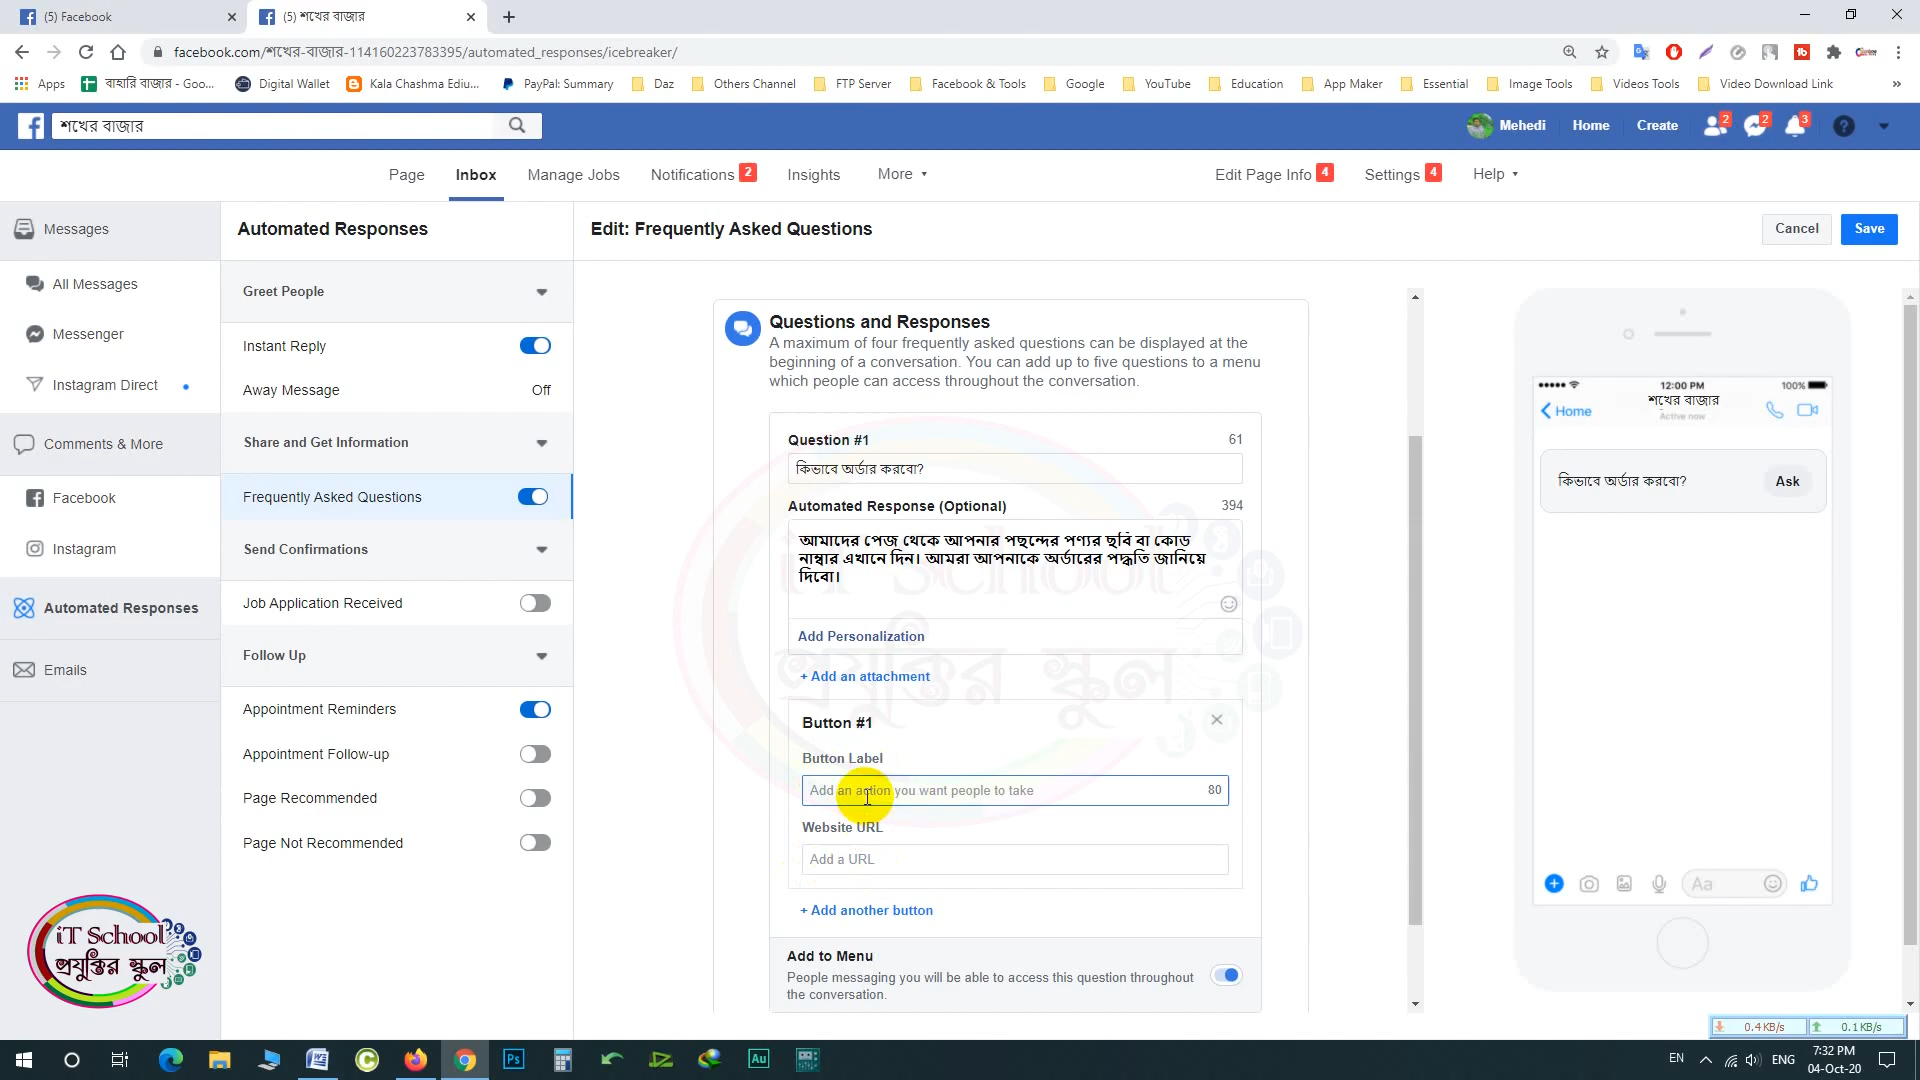 (5) Facebook
(5) শখের বাজার
facebook.com/শখের-বাজার-114160223783395/automated_responses/icebreaker/
Apps
বাহারি বাজার - Goo...
Digital Wallet
Kala Chashma Ediu...
PayPal: Summary
Daz
Others Channel
FTP Server
Facebook & Tools
Google
YouTube
Education
App Maker
Essential
Image Tools
Videos Tools
Video Download Link
শখের বাজার
Mehedi
Home
Create
2
2
3
Page
Inbox
Manage Jobs
Notifications 2
Insights
More
Edit Page Info 4
Settings 4
Help
Messages
All Messages
Messenger
Instagram Direct
Comments & More
Facebook
Instagram
Automated Responses
Emails
Automated Responses
Greet People
Instant Reply
Away Message Off
Share and Get Information
Frequently Asked Questions
Send Confirmations
Job Application Received
Follow Up
Appointment Reminders
Appointment Follow-up
Page Recommended
Page Not Recommended
Edit: Frequently Asked Questions
Cancel
Save
Questions and Responses
A maximum of four frequently asked questions can be displayed at the
beginning of a conversation. You can add up to five questions to a menu
which people can access throughout the conversation.
Question #1 61
কিভাবে অর্ডার করবো?
Automated Response (Optional) 394
আমাদের পেজ থেকে আপনার পছন্দের পণ্যর ছবি বা কোড
নাম্বার এখানে দিন। আমরা আপনাকে অর্ডারের পদ্ধতি জানিয়ে
দিবো।
Add Personalization
+ Add an attachment
Button #1
Button Label
Add an action you want people to take 80
Website URL
Add a URL
+ Add another button
Add to Menu
People messaging you will be able to access this question throughout
the conversation.
12:00 PM 100%
Home
শখের বাজার
Active now
কিভাবে অর্ডার করবো? Ask
Aa
iT School
প্রযুক্তির স্কুল
iT School
প্রযুক্তির স্কুল
0.4 KB/s 0.1 KB/s
Ps
Au
EN
ENG
7:32 PM
04-Oct-20